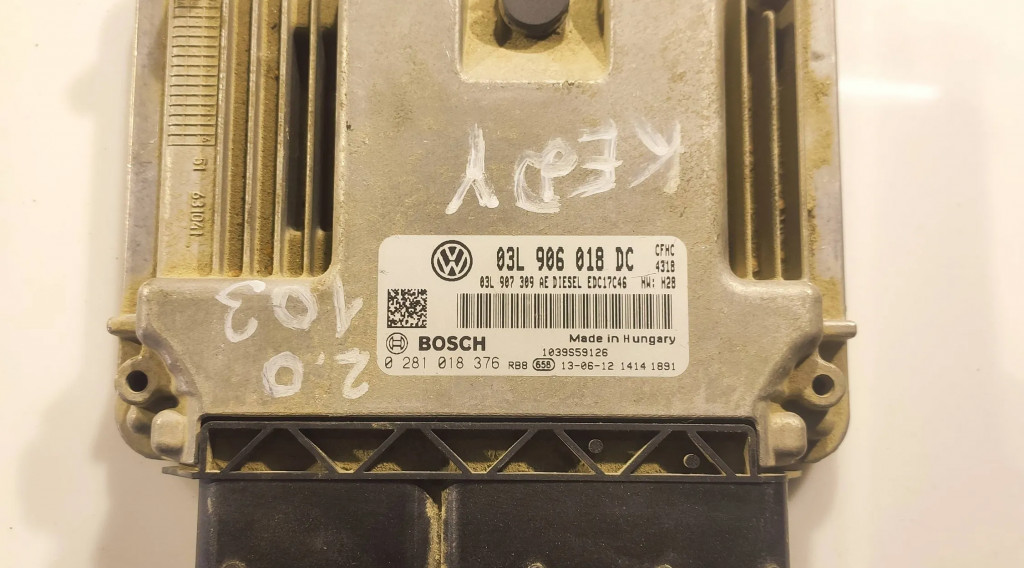 KEDY
03L 906 018 DC
CFHC
4318
03L 907 309 AE DIESEL EDC17C46 HW: H28
BOSCH
Made in Hungary
1039S59126
0 281 018 376 RB8 658 13-06-12 1414 1891
103
2.0